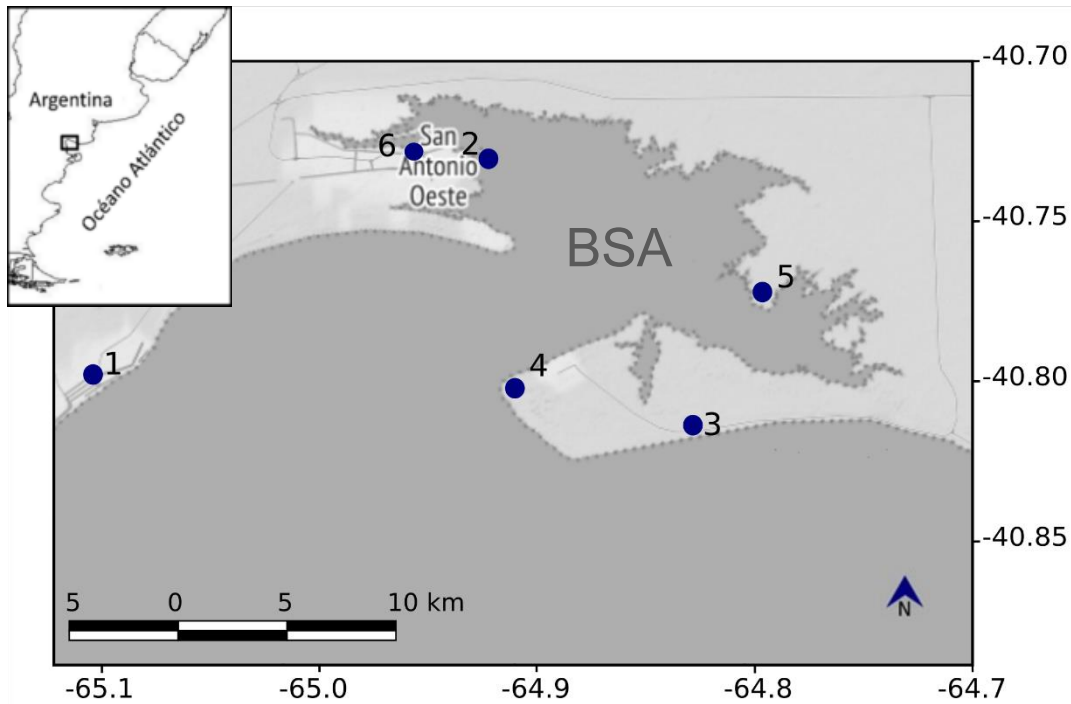 Argentina
Océano Atlántico
-40.70
6
San
2
Antonio
Oeste
-40.75
BSA
5
1
4
-40.80
3
-40.85
5 0 5 10 km
N
-65.1 -65.0 -64.9 -64.8 -64.7